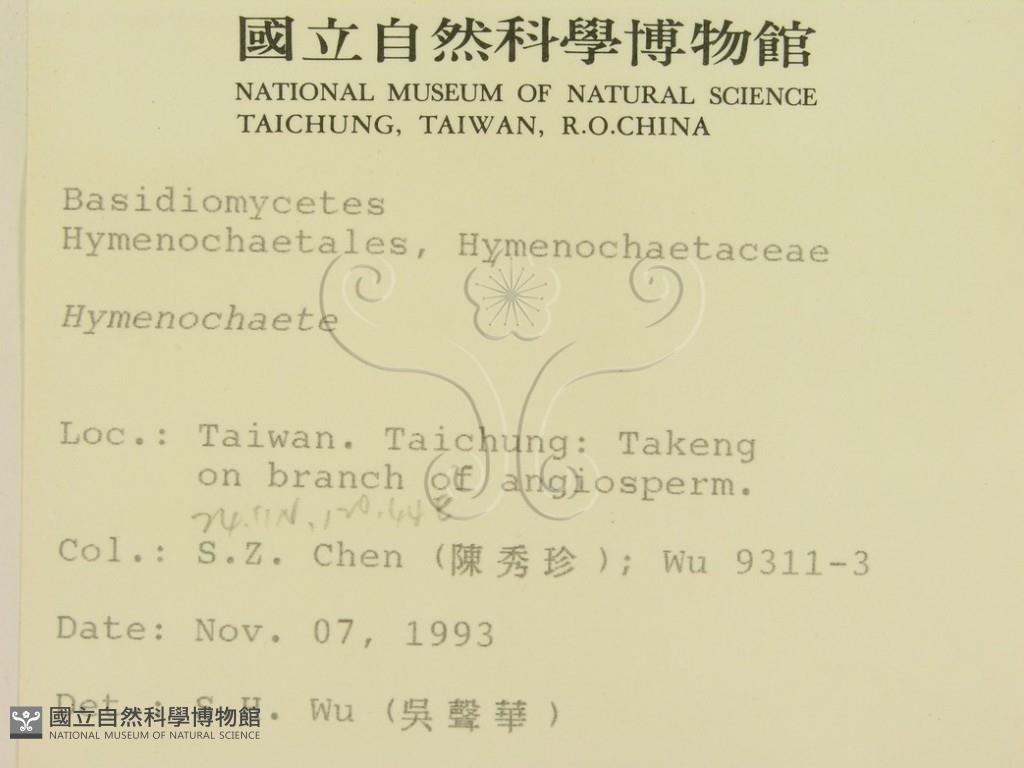 國立自然科學博物館
NATIONAL MUSEUM OF NATURAL SCIENCE
TAICHUNG, TAIWAN, R.O.CHINA
Basidiomycetes
Hymenochaetales, Hymenochaetaceae
Hymenochaete
Loc.: Taiwan. Taichung: Takeng
on branch of angiosperm.
Col.: S.Z. Chen (陳秀珍); Wu 9311-3
Date: Nov. 07, 1993
Det.: S.H. Wu (吳聲華)
國立自然科學博物館
NATIONAL MUSEUM OF NATURAL SCIENCE